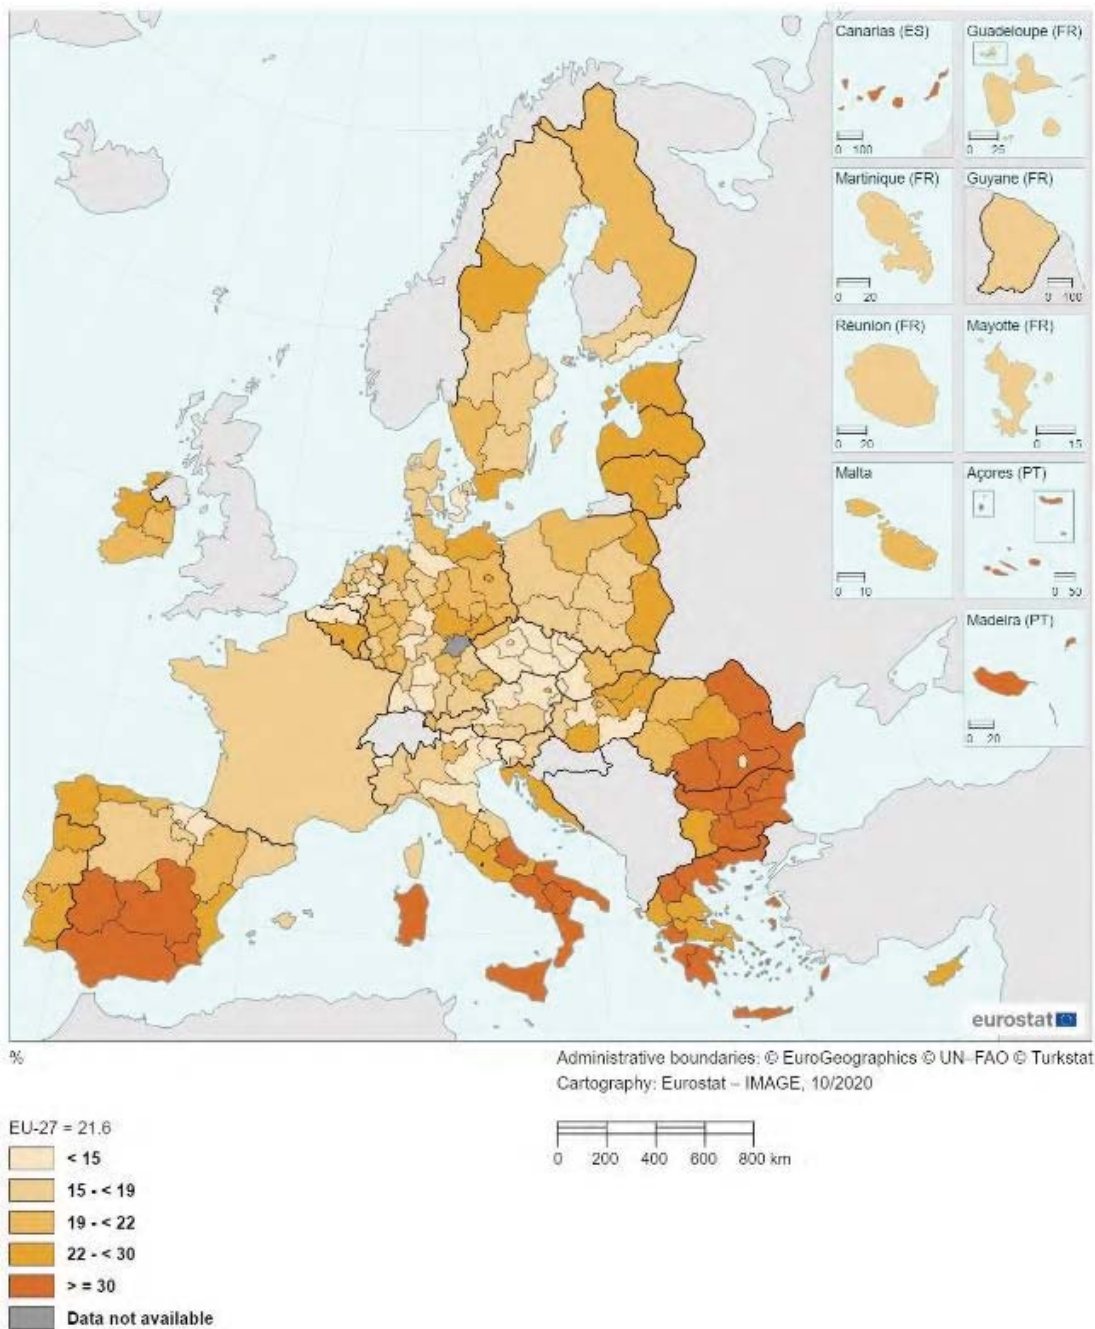 Canarias (ES)
0 100
Guadeloupe (FR)
0 25
Martinique (FR)
0 20
Guyane (FR)
0 100
Réunion (FR)
0 20
Mayotte (FR)
0 15
Malta
0 10
Açores (PT)
0 50
Madeira (PT)
0 20
eurostat
%
Administrative boundaries: © EuroGeographics © UN-FAO © Turkstat
Cartography: Eurostat – IMAGE, 10/2020
EU-27 = 21.6
< 15
15 - < 19
19 - < 22
22 - < 30
> = 30
Data not available
0 200 400 600 800 km